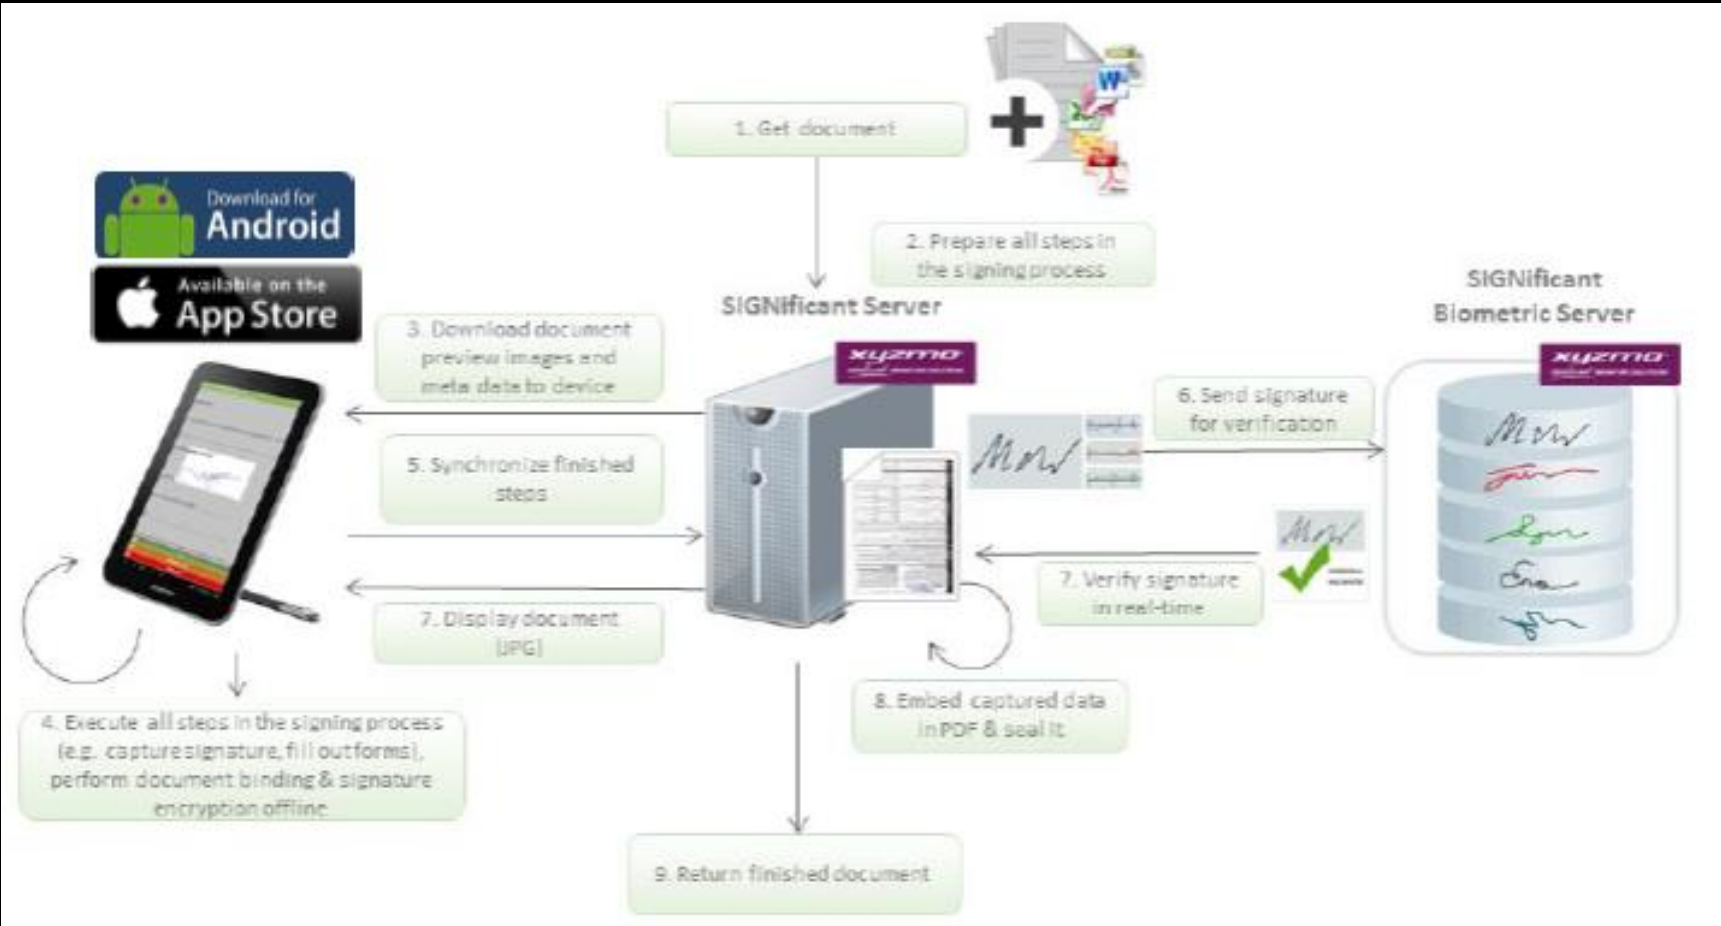 1. Get document
2. Prepare all steps in
the signing process
Download for
Android
Available on the
App Store
SIGNificant Server
SIGNificant
Biometric Server
xyzmo
xyzmo
3. Download document
preview images and
meta data to device
5. Synchronize finished
steps
6. Send signature
for verification
7. Verify signature
in real-time
7. Display document
(JPG)
8. Embed captured data
in PDF & seal it
4. Execute all steps in the signing process
(e.g. capture signature, fill out forms),
perform document binding & signature
encryption offline
9. Return finished document